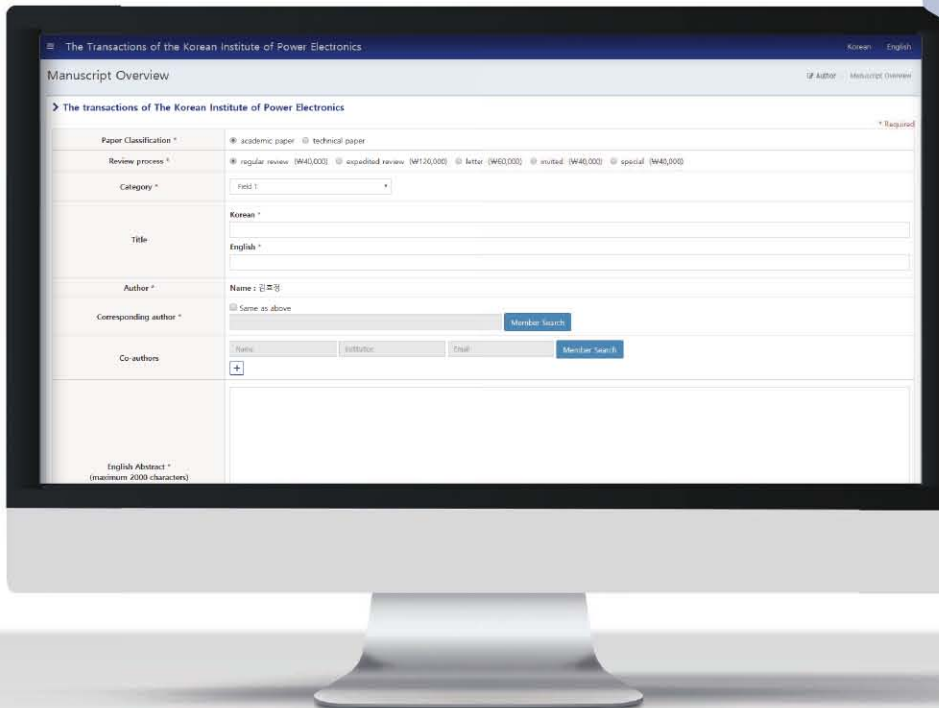 ≡ The Transactions of the Korean Institute of Power Electronics Korean English
Manuscript Overview Author Manuscript Overview
> The transactions of The Korean Institute of Power Electronics
* Required
Paper Classification * academic paper technical paper
Review process * regular review (₩40,000) expedited review (₩120,000) letter (₩60,000) invited (₩40,000) special (₩40,000)
Category * Field 1
Title
Korean *
English *
Author * Name : 김효정
Corresponding author *
Same as above
Member Search
Co-authors Name Institution Email Member Search
+
English Abstract *
(maximum 2000 characters)